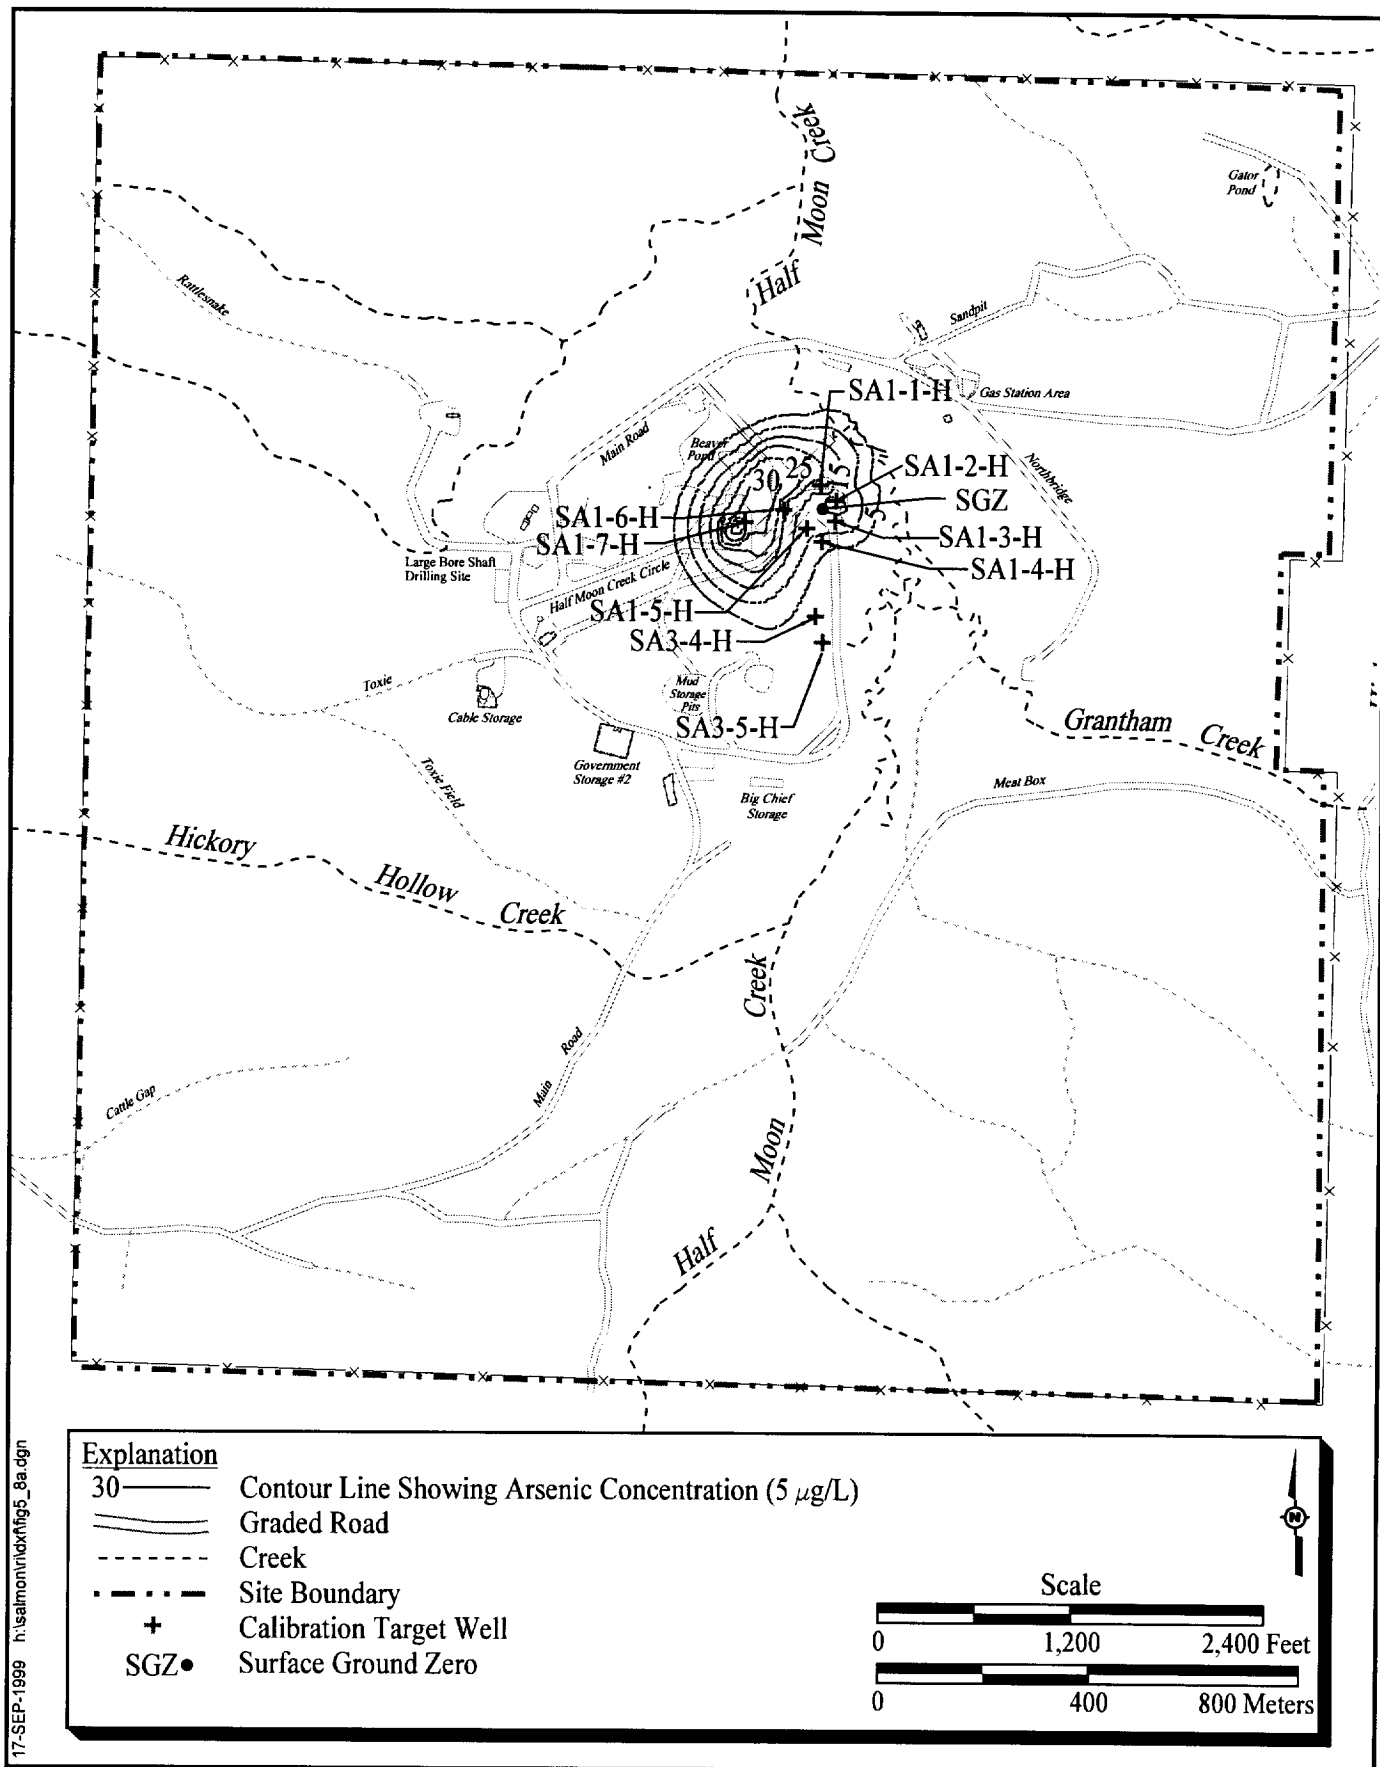 Half Moon Creek
Gator
Pond
Rattlesnake
Sandpit
SA1-1-H
Gas Station Area
Main Road
Beaver
Pond
30
25
15
5
Northbridge
SA1-2-H
SGZ
SA1-6-H
SA1-7-H
SA1-3-H
SA1-4-H
Large Bore Shaft
Drilling Site
Half Moon Creek Circle
SA1-5-H
SA3-4-H
Toxie
Mud
Storage
Pits
Cable Storage
SA3-5-H
Grantham Creek
Government
Storage #2
Toxie Field
Meat Box
Big Chief
Storage
Hickory Hollow Creek
Main Road
Cattle Gap
Half Moon Creek
Explanation
30 Contour Line Showing Arsenic Concentration (5 µg/L)
Graded Road
Creek
Site Boundary
Calibration Target Well
SGZ Surface Ground Zero
N
Scale
0 1,200 2,400 Feet
0 400 800 Meters
17-SEP-1999 h:\salmon\ri\dxf\fig5_8a.dgn